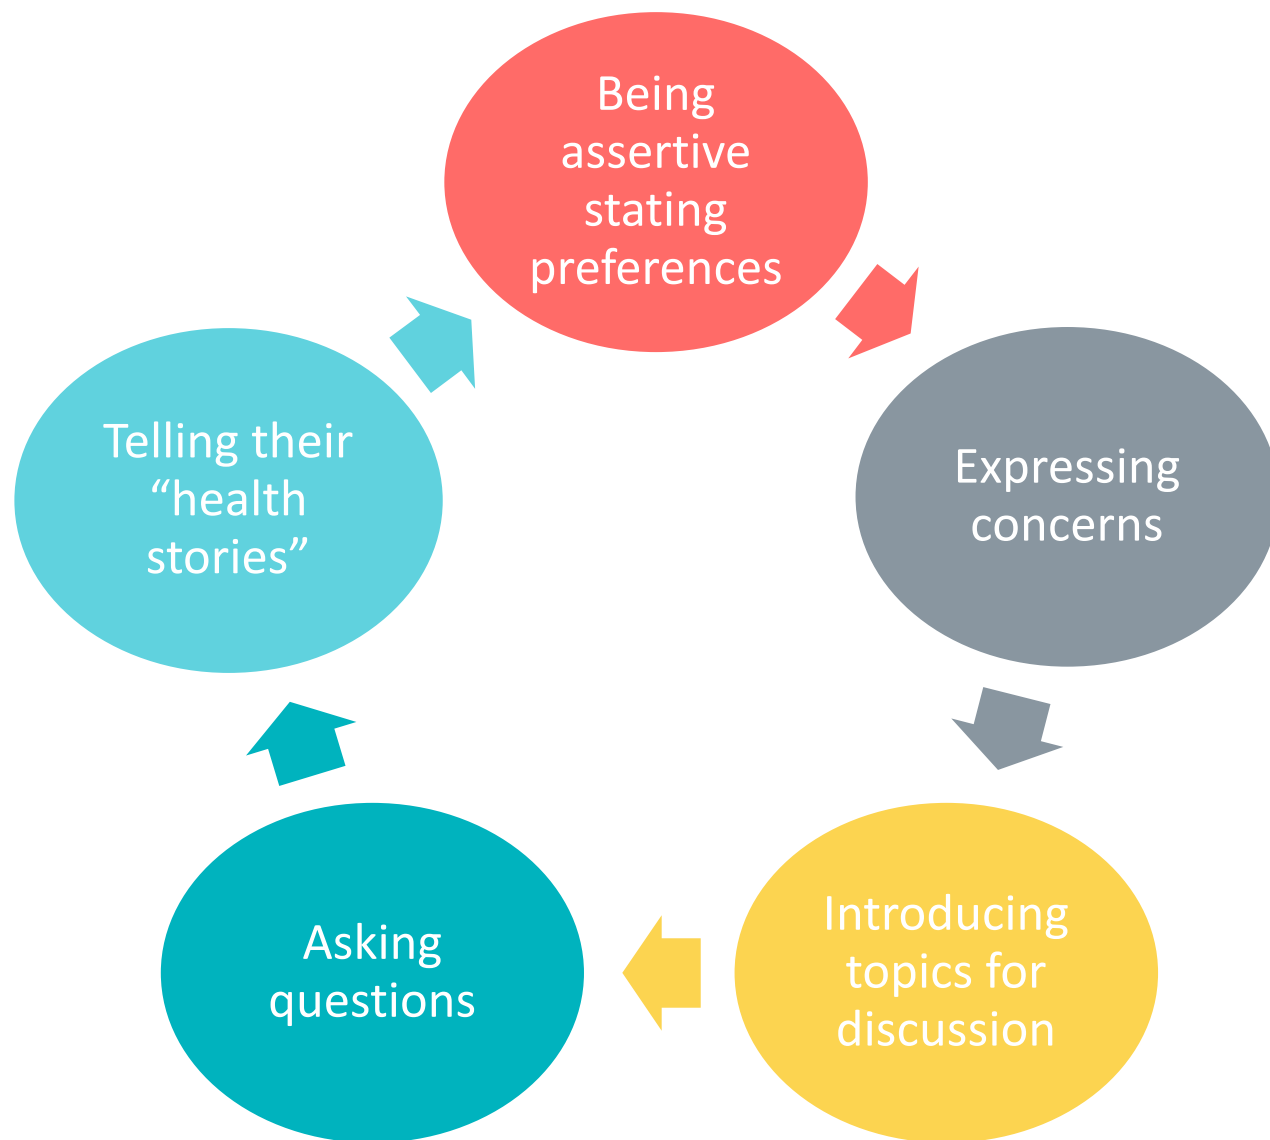 Being
assertive
stating
preferences
Expressing
concerns
Introducing
topics for
discussion
Asking
questions
Telling their
“health
stories”